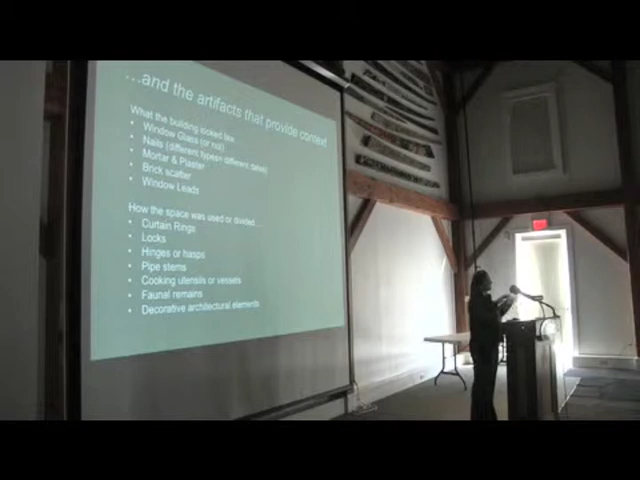 ...and the artifacts that provide context
What the building looked like
• Window Glass (or not)
• Nails (different types= different dates)
• Mortar & Plaster
• Brick scatter
• Window Leads
How the space was used or divided....
• Curtain Rings
• Locks
• Hinges or hasps
• Pipe stems
• Cooking utensils or vessels
• Faunal remains
• Decorative architectural elements